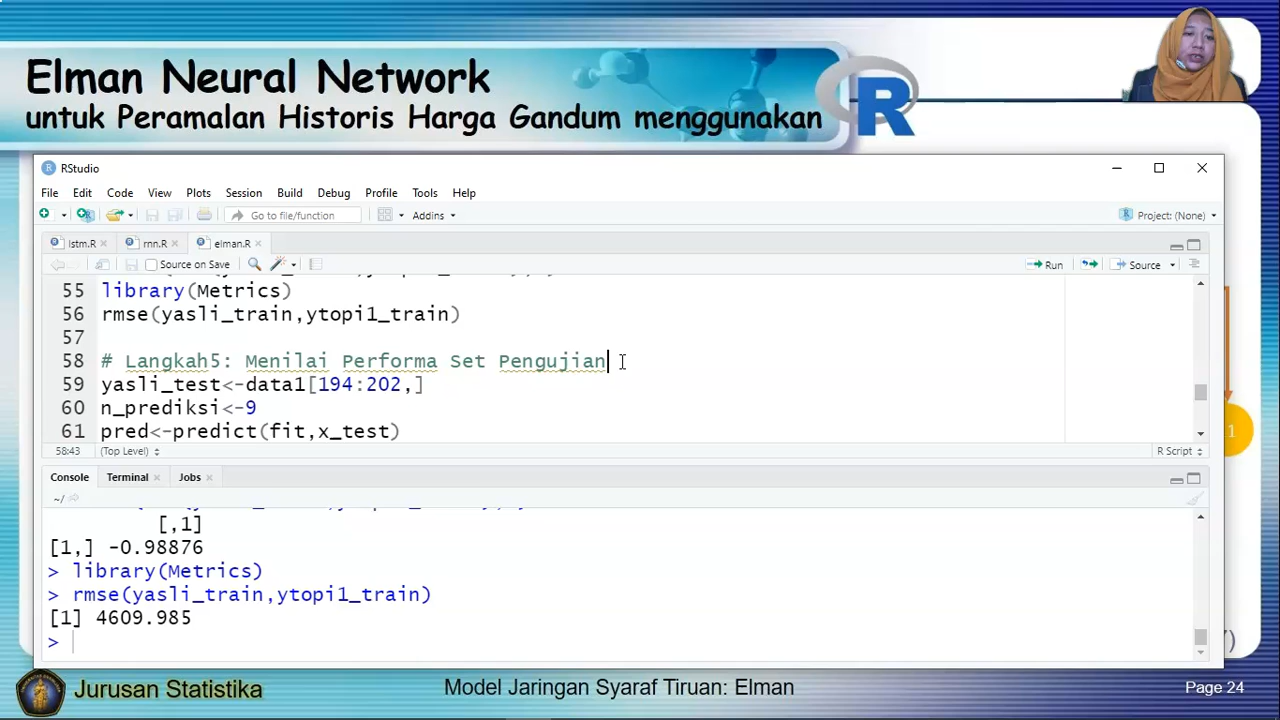 Elman Neural Network
untuk Peramalan Historis Harga Gandum menggunakan
R
RStudio
File Edit Code View Plots Session Build Debug Profile Tools Help
Go to file/function
Addins
Project: (None)
lstm.R
rnn.R
elman.R
Source on Save
Run
Source
55 library(Metrics)
56 rmse(yasli_train,ytopi1_train)
57
58 # Langkah5: Menilai Performa Set Pengujian
59 yasli_test<-data1[194:202,]
60 n_prediksi<-9
61 pred<-predict(fit,x_test)
58:43 (Top Level) R Script
1
Console Terminal Jobs
~/
[,1]
[1,] -0.98876
> library(Metrics)
> rmse(yasli_train,ytopi1_train)
[1] 4609.985
>
Jurusan Statistika
Model Jaringan Syaraf Tiruan: Elman
Page 24